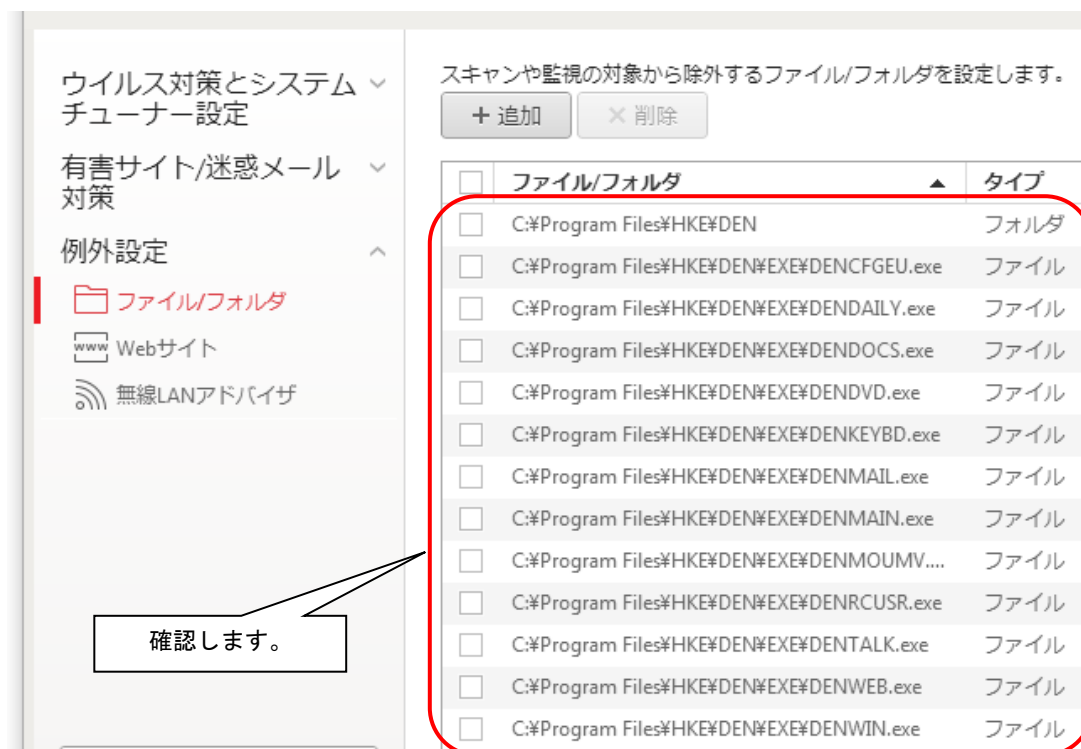 ウイルス対策とシステム
チューナー設定
有害サイト/迷惑メール
対策
例外設定
ファイル/フォルダ
www Webサイト
無線LANアドバイザ
確認します。
スキャンや監視の対象から除外するファイル/フォルダを設定します。
+ 追加 × 削除
ファイル/フォルダ ▲ タイプ
C:¥Program Files¥HKE¥DEN フォルダ
C:¥Program Files¥HKE¥DEN¥EXE¥DENCFGEU.exe ファイル
C:¥Program Files¥HKE¥DEN¥EXE¥DENDAILY.exe ファイル
C:¥Program Files¥HKE¥DEN¥EXE¥DENDOCS.exe ファイル
C:¥Program Files¥HKE¥DEN¥EXE¥DENDVD.exe ファイル
C:¥Program Files¥HKE¥DEN¥EXE¥DENKEYBD.exe ファイル
C:¥Program Files¥HKE¥DEN¥EXE¥DENMAIL.exe ファイル
C:¥Program Files¥HKE¥DEN¥EXE¥DENMAIN.exe ファイル
C:¥Program Files¥HKE¥DEN¥EXE¥DENMOUMV.... ファイル
C:¥Program Files¥HKE¥DEN¥EXE¥DENRCUSR.exe ファイル
C:¥Program Files¥HKE¥DEN¥EXE¥DENTALK.exe ファイル
C:¥Program Files¥HKE¥DEN¥EXE¥DENWEB.exe ファイル
C:¥Program Files¥HKE¥DEN¥EXE¥DENWIN.exe ファイル